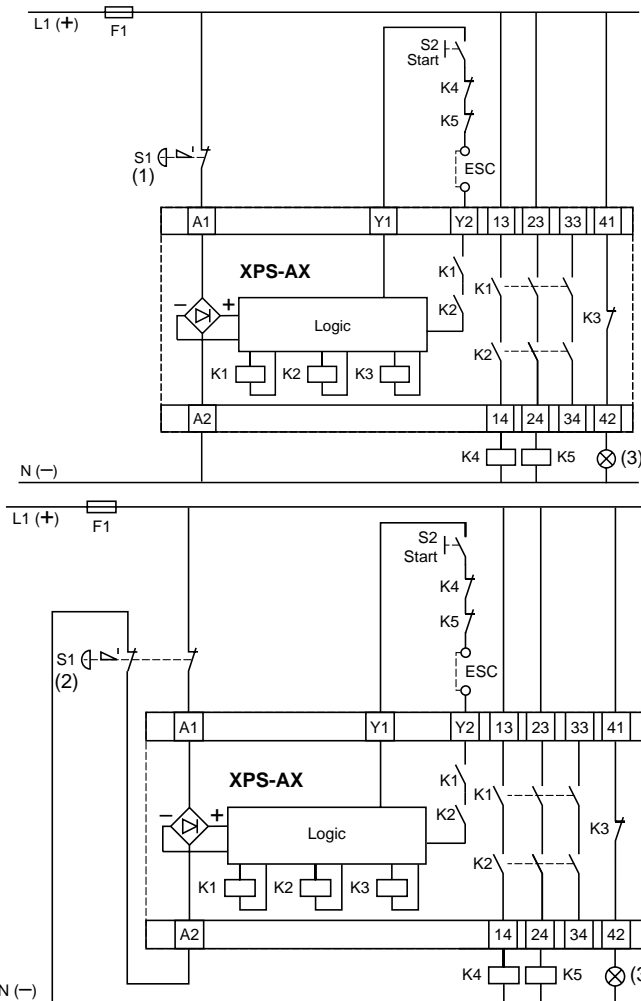 L1 (+)
F1
S2
Start
K4
K5
ESC
S1
(1)
A1 Y1 Y2 13 23 33 41
XPS-AX
K1
K2
– +
Logic
K1
K3
K2
K1 K2 K3
A2 14 24 34 42
K4 K5 (3)
N (–)
L1 (+)
F1
S2
Start
K4
K5
ESC
S1
(2)
A1 Y1 Y2 13 23 33 41
XPS-AX
K1
K2
– +
Logic
K1
K3
K2
K1 K2 K3
A2 14 24 34 42
K4 K5 (3
N (–)